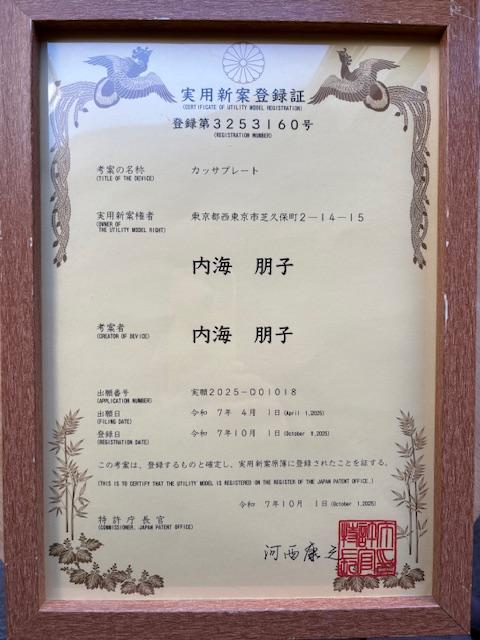 実用新案登録証
(CERTIFICATE OF UTILITY MODEL REGISTRATION)
登録第3253160号
(REGISTRATION NUMBER)
考案の名称 カッサプレート
(TITLE OF THE DEVICE)
実用新案権者 東京都西東京市芝久保町2-14-15
(OWNER OF
THE UTILITY MODEL RIGHT)
内海 朋子
考案者 内海 朋子
(CREATOR OF DEVICE)
出願番号 実願2025-001018
(APPLICATION NUMBER)
出願日 令和 7年 4月 1日(April 1,2025)
(FILING DATE)
登録日 令和 7年10月 1日(October 1,2025)
(REGISTRATION DATE)
この考案は、登録するものと確定し、実用新案原簿に登録されたことを証する。
(THIS IS TO CERTIFY THAT THE UTILITY MODEL IS REGISTERED ON THE REGISTER OF THE JAPAN PATENT OFFICE.)
令和 7年10月 1日(October 1,2025)
特許庁長官
(COMMISSIONER, JAPAN PATENT OFFICE)
河西康之